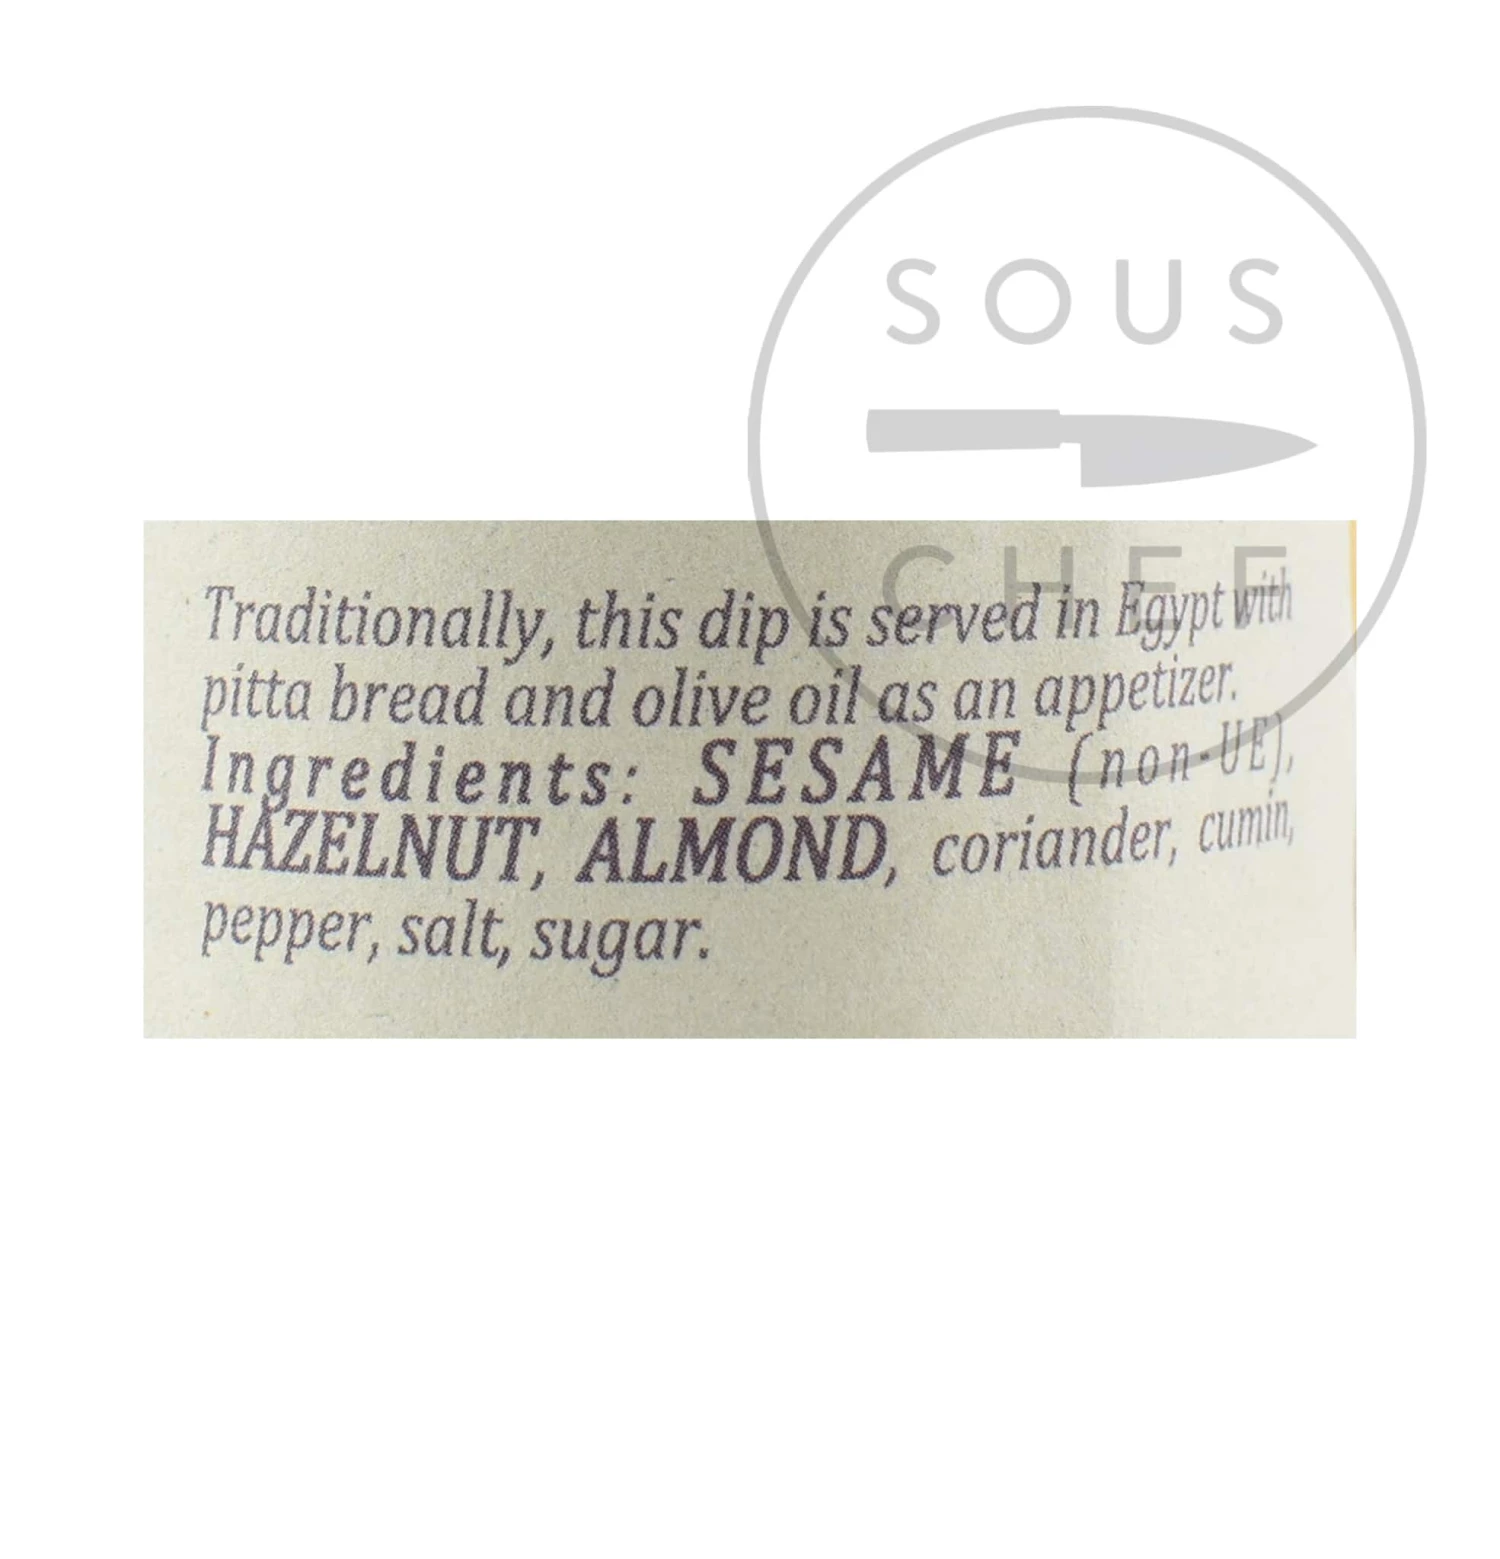 SOUS
CHEF
Traditionally, this dip is served in Egypt with
pitta bread and olive oil as an appetizer.
Ingredients: SESAME (non-UE),
HAZELNUT, ALMOND, coriander, cumin,
pepper, salt, sugar.